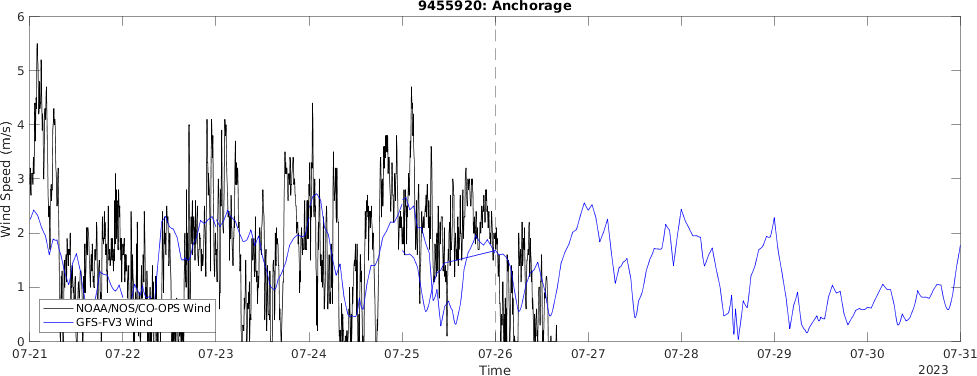 9455920: Anchorage
6
5
4
3
2
1
0
Wind Speed (m/s)
NOAA/NOS/CO-OPS Wind
GFS-FV3 Wind
07-21 07-22 07-23 07-24 07-25 07-26 07-27 07-28 07-29 07-30 07-31
Time
2023